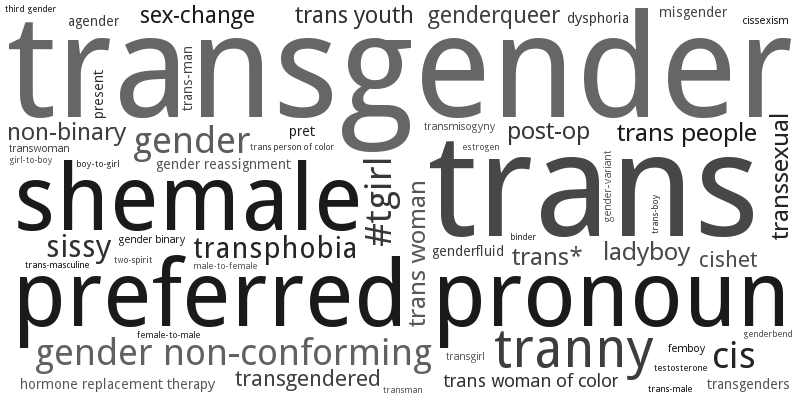 third gender
agender
sex-change
trans youth
genderqueer
dysphoria
misgender
cissexism
transgender
present
trans-man
non-binary
gender
pret
transmisogyny
post-op
trans people
transsexual
transwoman
trans person of color
estrogen
girl-to-boy
boy-to-girl
gender reassignment
shemale
#tgirl
trans
gender-variant
trans-boy
sissy
gender binary
transphobia
trans woman
genderfluid
binder
trans*
ladyboy
cishet
trans-masculine
two-spirit
male-to-female
preferred
pronoun
female-to-male
genderbend
gender non-conforming
transgirl
tranny
femboy
cis
testosterone
hormone replacement therapy
transgendered
transman
trans woman of color
trans-male
transgenders